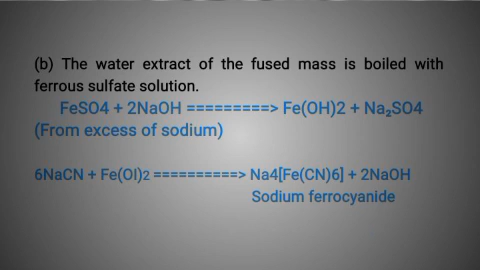 (b) The water extract of the fused mass is boiled with
ferrous sulfate solution.
FeSO4 + 2NaOH =========> Fe(OH)2 + Na₂SO4
(From excess of sodium)
6NaCN + Fe(OI)2 ==========> Na4[Fe(CN)6] + 2NaOH
Sodium ferrocyanide